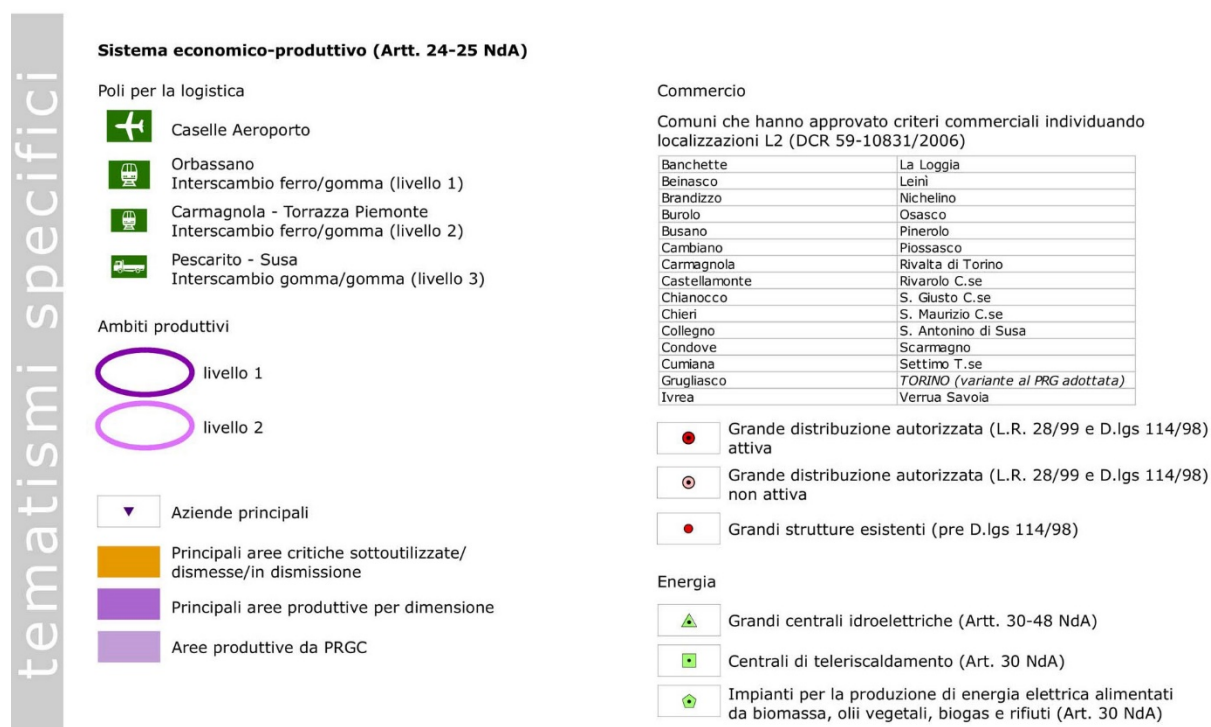 tematismi specifici
Sistema economico-produttivo (Artt. 24-25 NdA)
Poli per la logistica
Caselle Aeroporto
Orbassano
Interscambio ferro/gomma (livello 1)
Carmagnola - Torrazza Piemonte
Interscambio ferro/gomma (livello 2)
Pescarito - Susa
Interscambio gomma/gomma (livello 3)
Ambiti produttivi
livello 1
livello 2
Aziende principali
Principali aree critiche sottoutilizzate/
dismesse/in dismissione
Principali aree produttive per dimensione
Aree produttive da PRGC
Commercio
Comuni che hanno approvato criteri commerciali individuando
localizzazioni L2 (DCR 59-10831/2006)
Banchette La Loggia
Beinasco Leinì
Brandizzo Nichelino
Burolo Osasco
Busano Pinerolo
Cambiano Piossasco
Carmagnola Rivalta di Torino
Castellamonte Rivarolo C.se
Chianocco S. Giusto C.se
Chieri S. Maurizio C.se
Collegno S. Antonino di Susa
Condove Scarmagno
Cumiana Settimo T.se
Grugliasco TORINO (variante al PRG adottata)
Ivrea Verrua Savoia
Grande distribuzione autorizzata (L.R. 28/99 e D.lgs 114/98)
attiva
Grande distribuzione autorizzata (L.R. 28/99 e D.lgs 114/98)
non attiva
Grandi strutture esistenti (pre D.lgs 114/98)
Energia
Grandi centrali idroelettriche (Artt. 30-48 NdA)
Centrali di teleriscaldamento (Art. 30 NdA)
Impianti per la produzione di energia elettrica alimentati
da biomassa, olii vegetali, biogas e rifiuti (Art. 30 NdA)